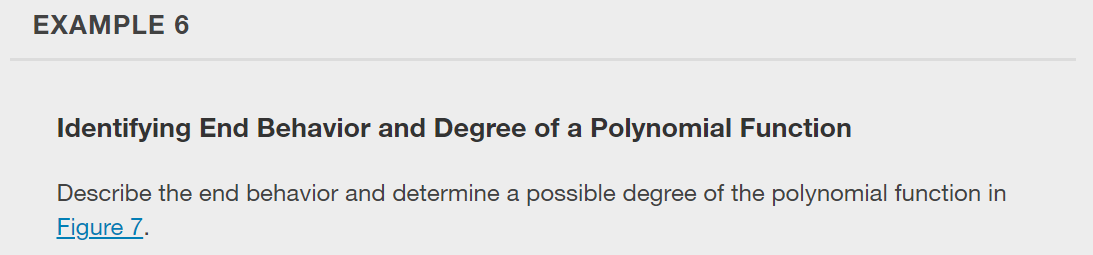 EXAMPLE 6
Identifying End Behavior and Degree of a Polynomial Function
Describe the end behavior and determine a possible degree of the polynomial function in
Figure 7.